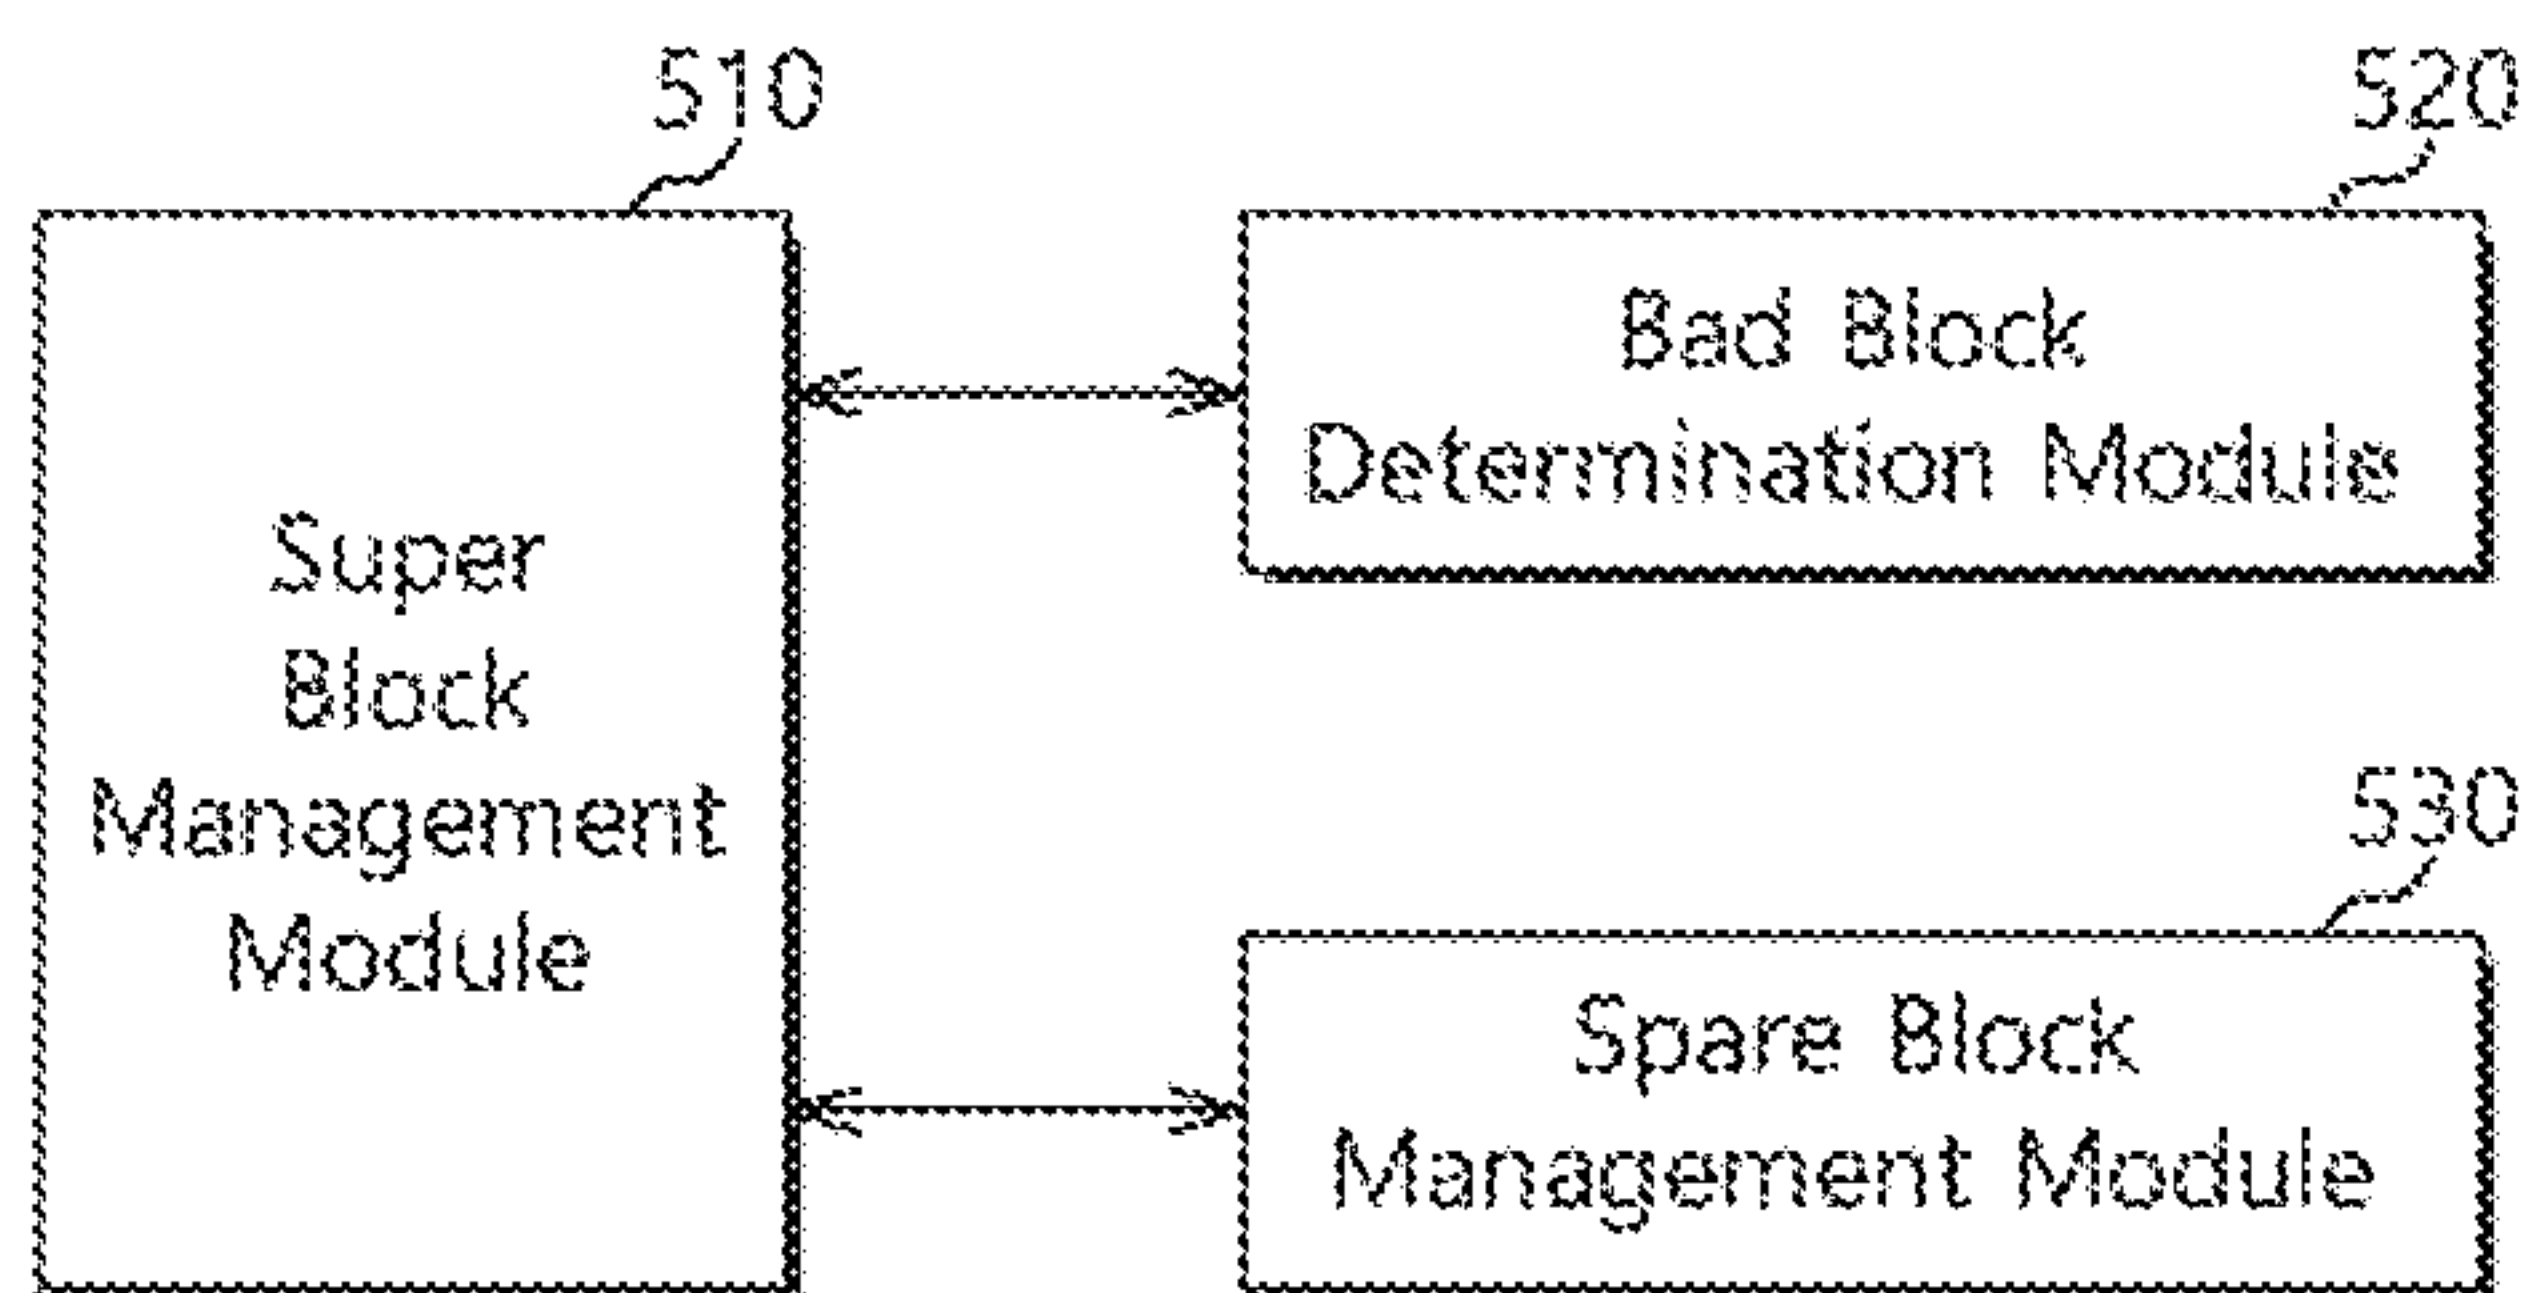 510
520
Super
Block
Management
Module
Bad Block
Determination Module
530
Spare Block
Management Module